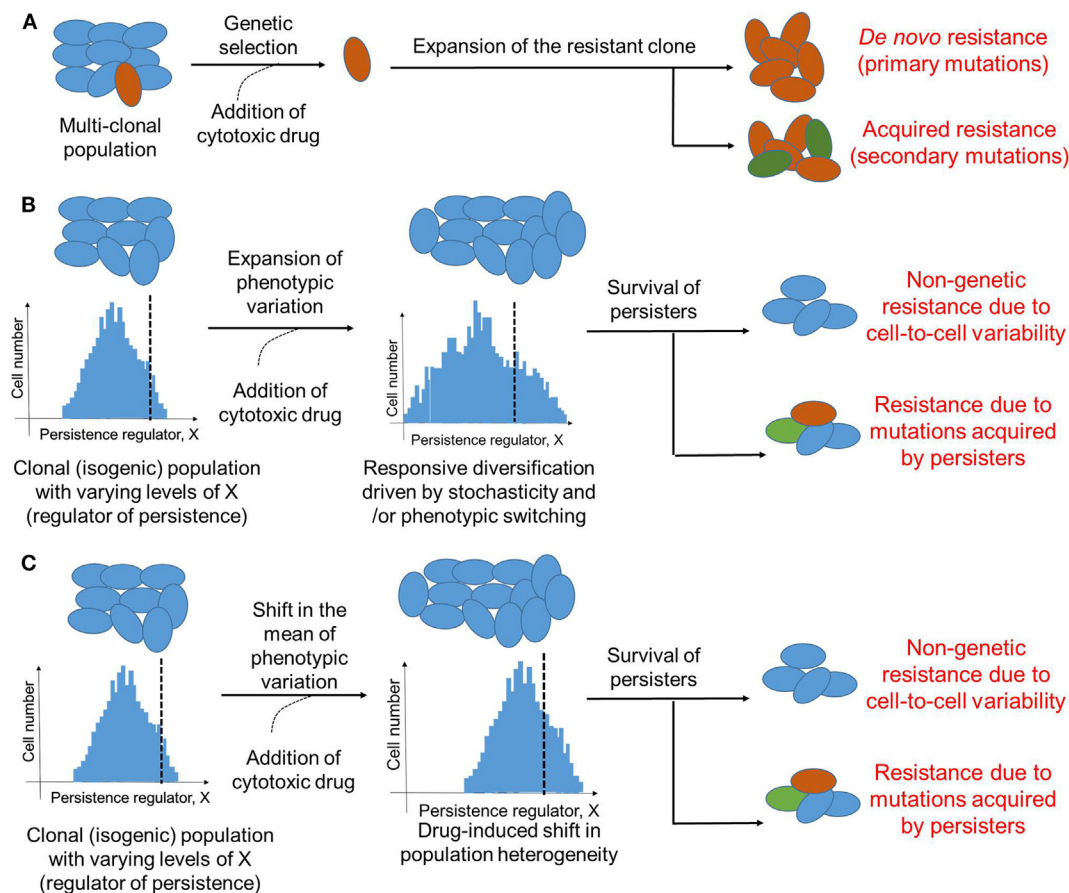 A
Multi-clonal
population
Genetic
selection
Addition of
cytotoxic drug
Expansion of the resistant clone
De novo resistance
(primary mutations)
Acquired resistance
(secondary mutations)
B
Cell number
Persistence regulator, X
Clonal (isogenic) population
with varying levels of X
(regulator of persistence)
Expansion of
phenotypic
variation
Addition of
cytotoxic drug
Cell number
Persistence regulator, X
Responsive diversification
driven by stochasticity and
/or phenotypic switching
Survival of
persisters
Non-genetic
resistance due to
cell-to-cell variability
Resistance due to
mutations acquired
by persisters
C
Cell number
Persistence regulator, X
Clonal (isogenic) population
with varying levels of X
(regulator of persistence)
Shift in the
mean of
phenotypic
variation
Addition of
cytotoxic drug
Cell number
Persistence regulator, X
Drug-induced shift in
population heterogeneity
Survival of
persisters
Non-genetic
resistance due to
cell-to-cell variability
Resistance due to
mutations acquired
by persisters